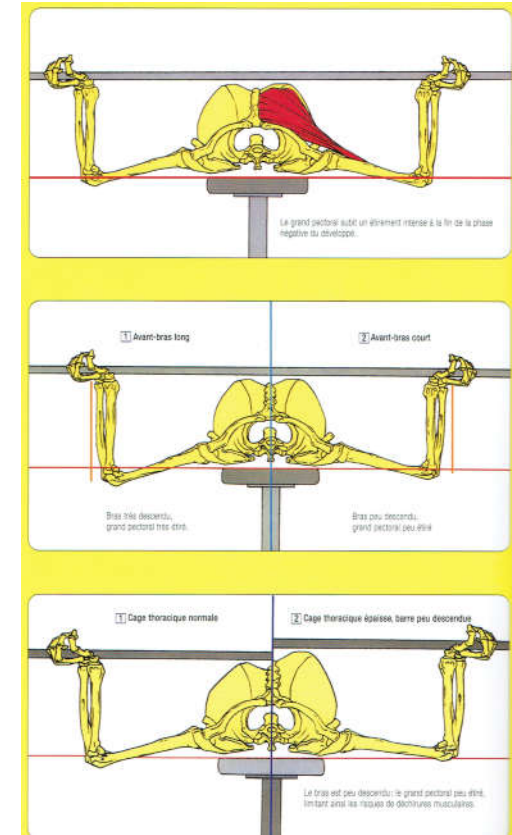 Le grand pectoral subit un étirement intense à la fin de la phase
négative du développé.
1 Avant-bras long
2 Avant-bras court
Bras très descendu,
grand pectoral très étiré.
Bras peu descendu,
grand pectoral peu étiré
1 Cage thoracique normale
2 Cage thoracique épaisse, barre peu descendue
Le bras est peu descendu: le grand pectoral peu étiré,
limitant ainsi les risques de déchirures musculaires.